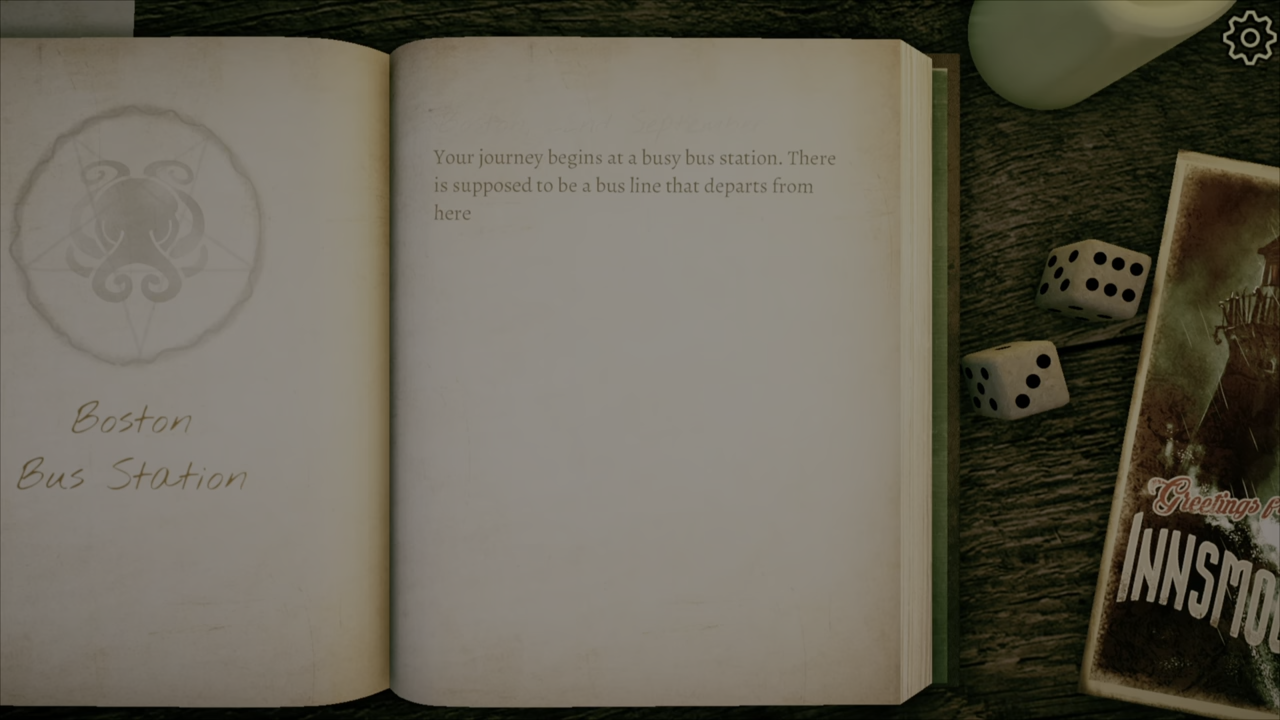 Boston
Bus Station
Your journey begins at a busy bus station. There
is supposed to be a bus line that departs from
here
Greetings f
INNSMO